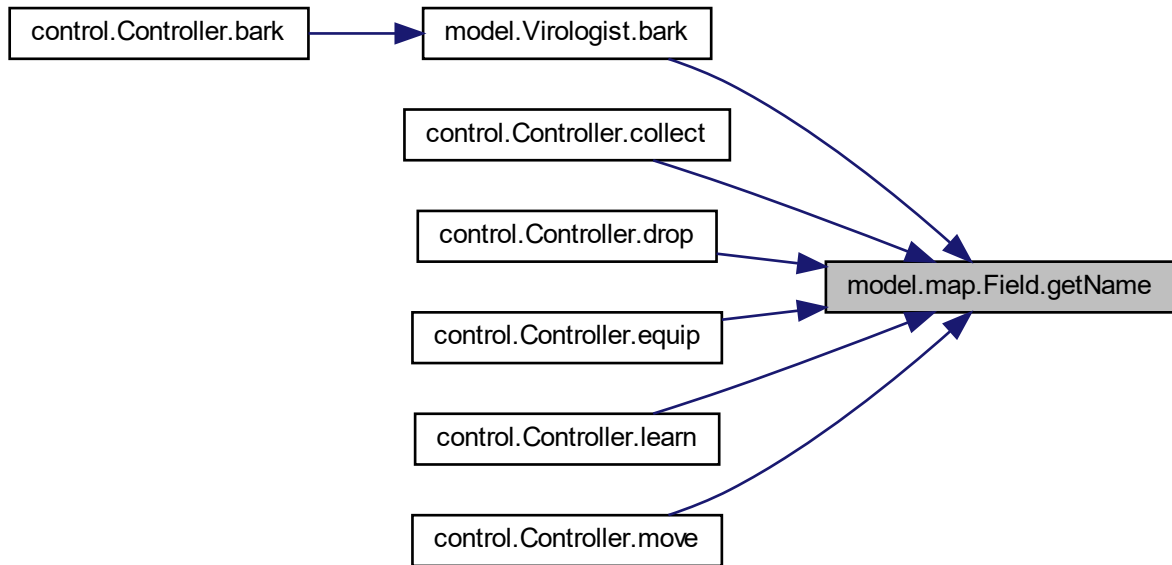 control.Controller.bark
model.Virologist.bark
control.Controller.collect
control.Controller.drop
model.map.Field.getName
control.Controller.equip
control.Controller.learn
control.Controller.move